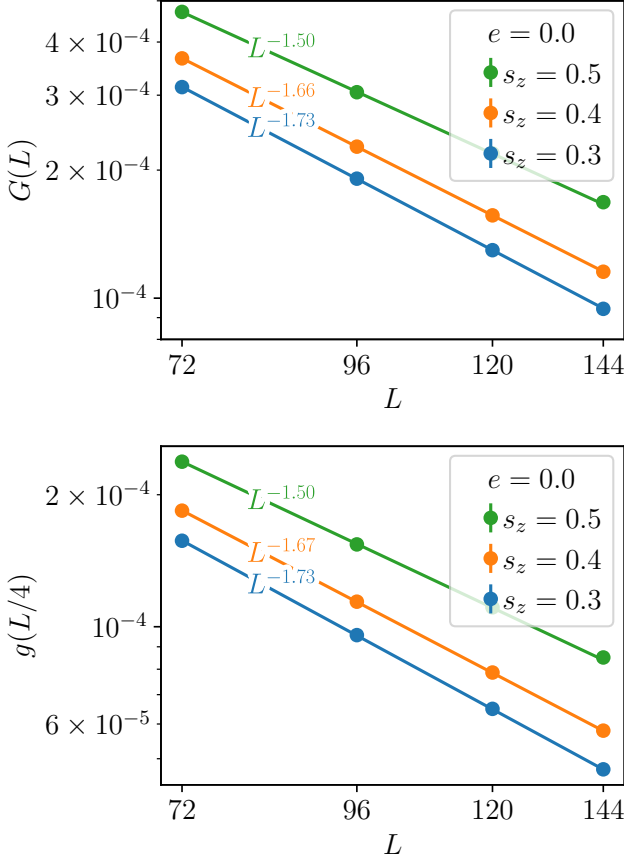 4 × 10⁻⁴
3 × 10⁻⁴
2 × 10⁻⁴
10⁻⁴
G(L)
L⁻¹·⁵⁰
L⁻¹·⁶⁶
L⁻¹·⁷³
e = 0.0
s_z = 0.5
s_z = 0.4
s_z = 0.3
72 96 120 144
L
2 × 10⁻⁴
10⁻⁴
6 × 10⁻⁵
g(L/4)
L⁻¹·⁵⁰
L⁻¹·⁶⁷
L⁻¹·⁷³
e = 0.0
s_z = 0.5
s_z = 0.4
s_z = 0.3
72 96 120 144
L